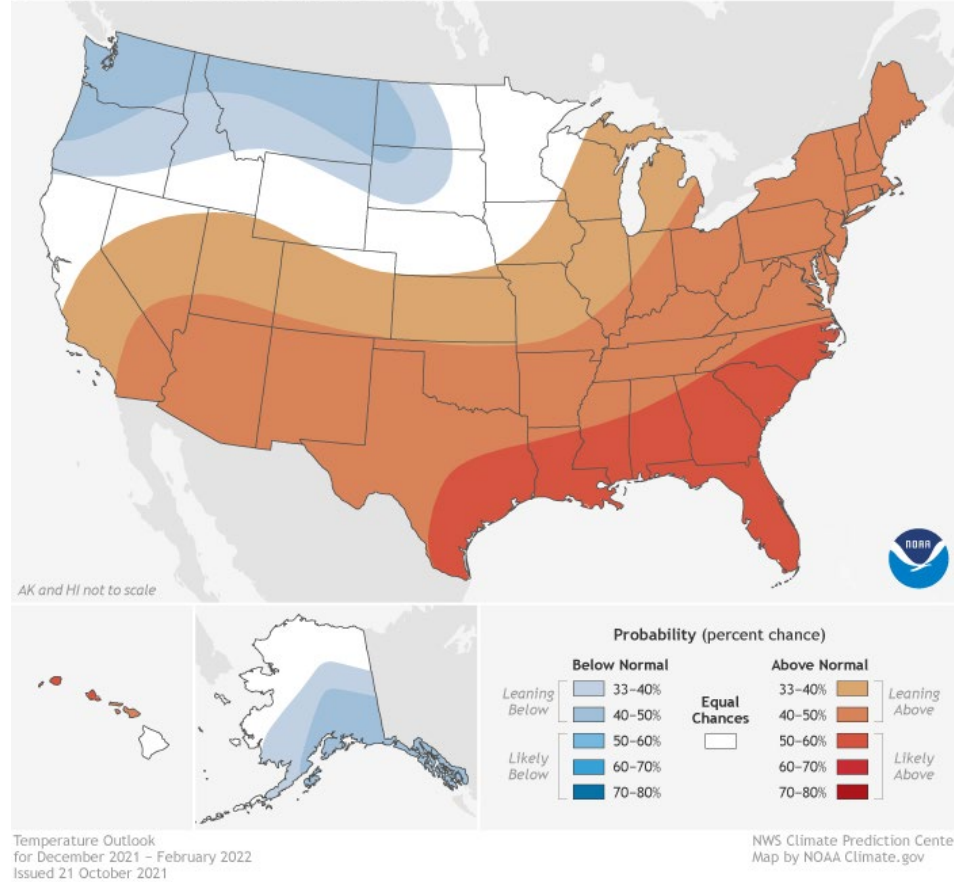 NOAA
AK and HI not to scale
Probability (percent chance)
Below Normal
Above Normal
Leaning
Below
33–40%
40–50%
Likely
Below
50–60%
60–70%
70–80%
Equal
Chances
33–40%
40–50%
Leaning
Above
50–60%
60–70%
70–80%
Likely
Above
Temperature Outlook
for December 2021 – February 2022
Issued 21 October 2021
NWS Climate Prediction Cente
Map by NOAA Climate.gov